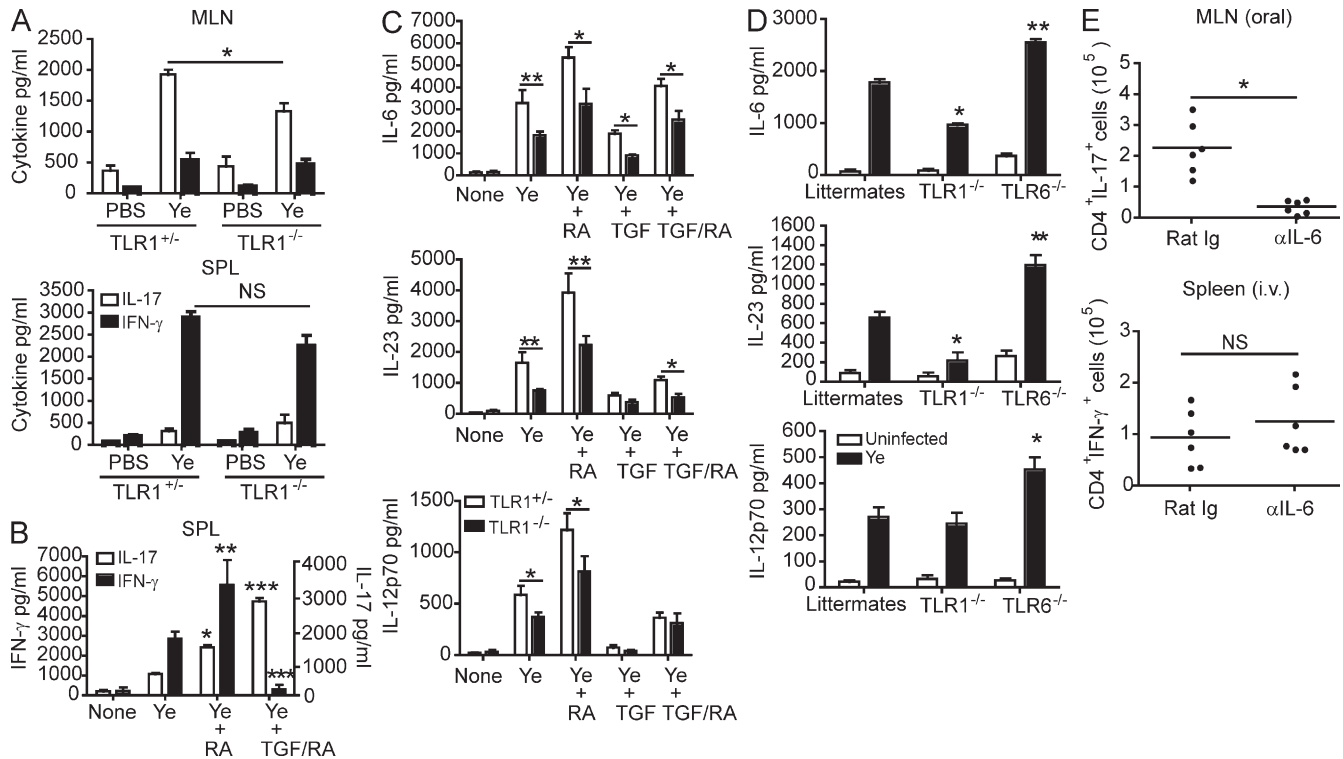 A
MLN
Cytokine pg/ml
2500
2000
1500
1000
500
0
*
PBS Ye PBS Ye
TLR1+/- TLR1-/-
SPL
Cytokine pg/ml
3500
3000
2500
2000
1500
1000
500
0
IL-17
IFN-γ
NS
PBS Ye PBS Ye
TLR1+/- TLR1-/-
B
SPL
IFN-γ pg/ml
7000
6000
5000
4000
3000
2000
1000
0
IL-17
IFN-γ
* ** *** ***
4000
3000
2000
1000
0
IL-17 pg/ml
None Ye Ye Ye
+ +
RA TGF/RA
C
IL-6 pg/ml
7000
6000
5000
4000
3000
2000
1000
0
** * * *
None Ye Ye Ye Ye
+ + +
RA TGF TGF/RA
IL-23 pg/ml
5000
4000
3000
2000
1000
0
** ** *
None Ye Ye Ye Ye
+ + +
RA TGF TGF/RA
IL-12p70 pg/ml
1500
1000
500
0
TLR1+/-
TLR1-/-
* *
None Ye Ye Ye Ye
+ + +
RA TGF TGF/RA
D
IL-6 pg/ml
3000
2000
1000
0
* **
Littermates TLR1-/- TLR6-/-
IL-23 pg/ml
1600
1400
1200
1000
800
600
400
200
0
* **
Littermates TLR1-/- TLR6-/-
IL-12p70 pg/ml
600
500
400
300
200
100
0
Uninfected
Ye
*
Littermates TLR1-/- TLR6-/-
E
MLN (oral)
CD4+IL-17+ cells (10^5)
5
4
3
2
1
0
*
Rat Ig αIL-6
Spleen (i.v.)
CD4+IFN-γ+ cells (10^5)
3
2
1
0
NS
Rat Ig αIL-6